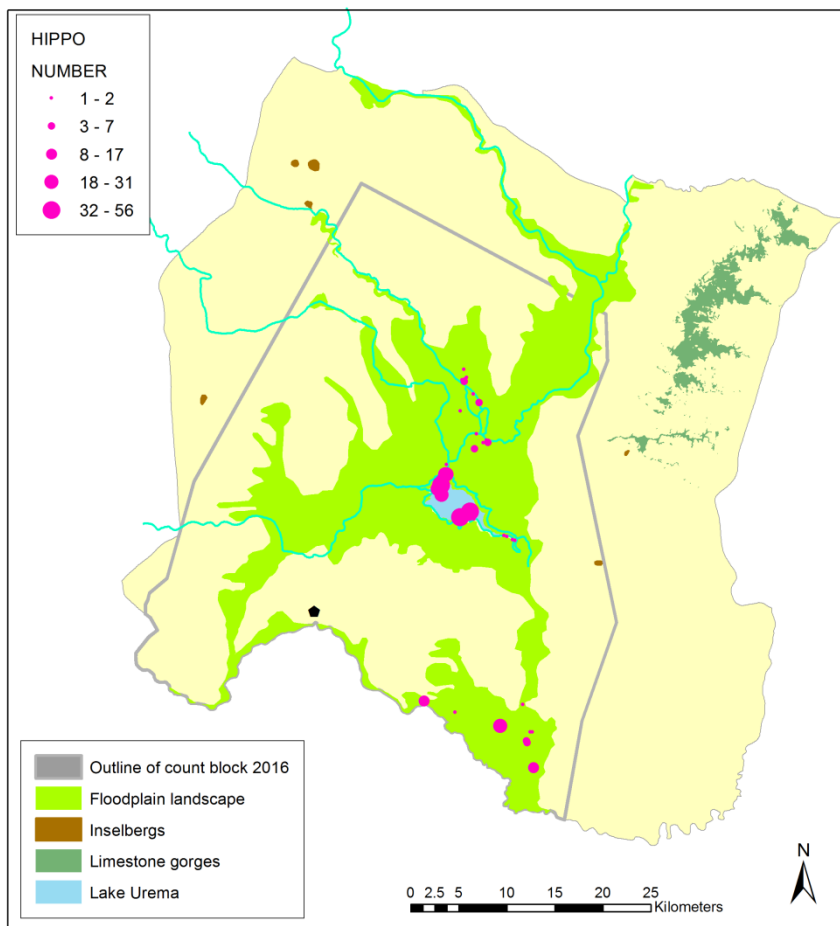 HIPPO
NUMBER
1 - 2
3 - 7
8 - 17
18 - 31
32 - 56
Outline of count block 2016
Floodplain landscape
Inselbergs
Limestone gorges
Lake Urema
N
0 2.5 5 10 15 20 25
Kilometers